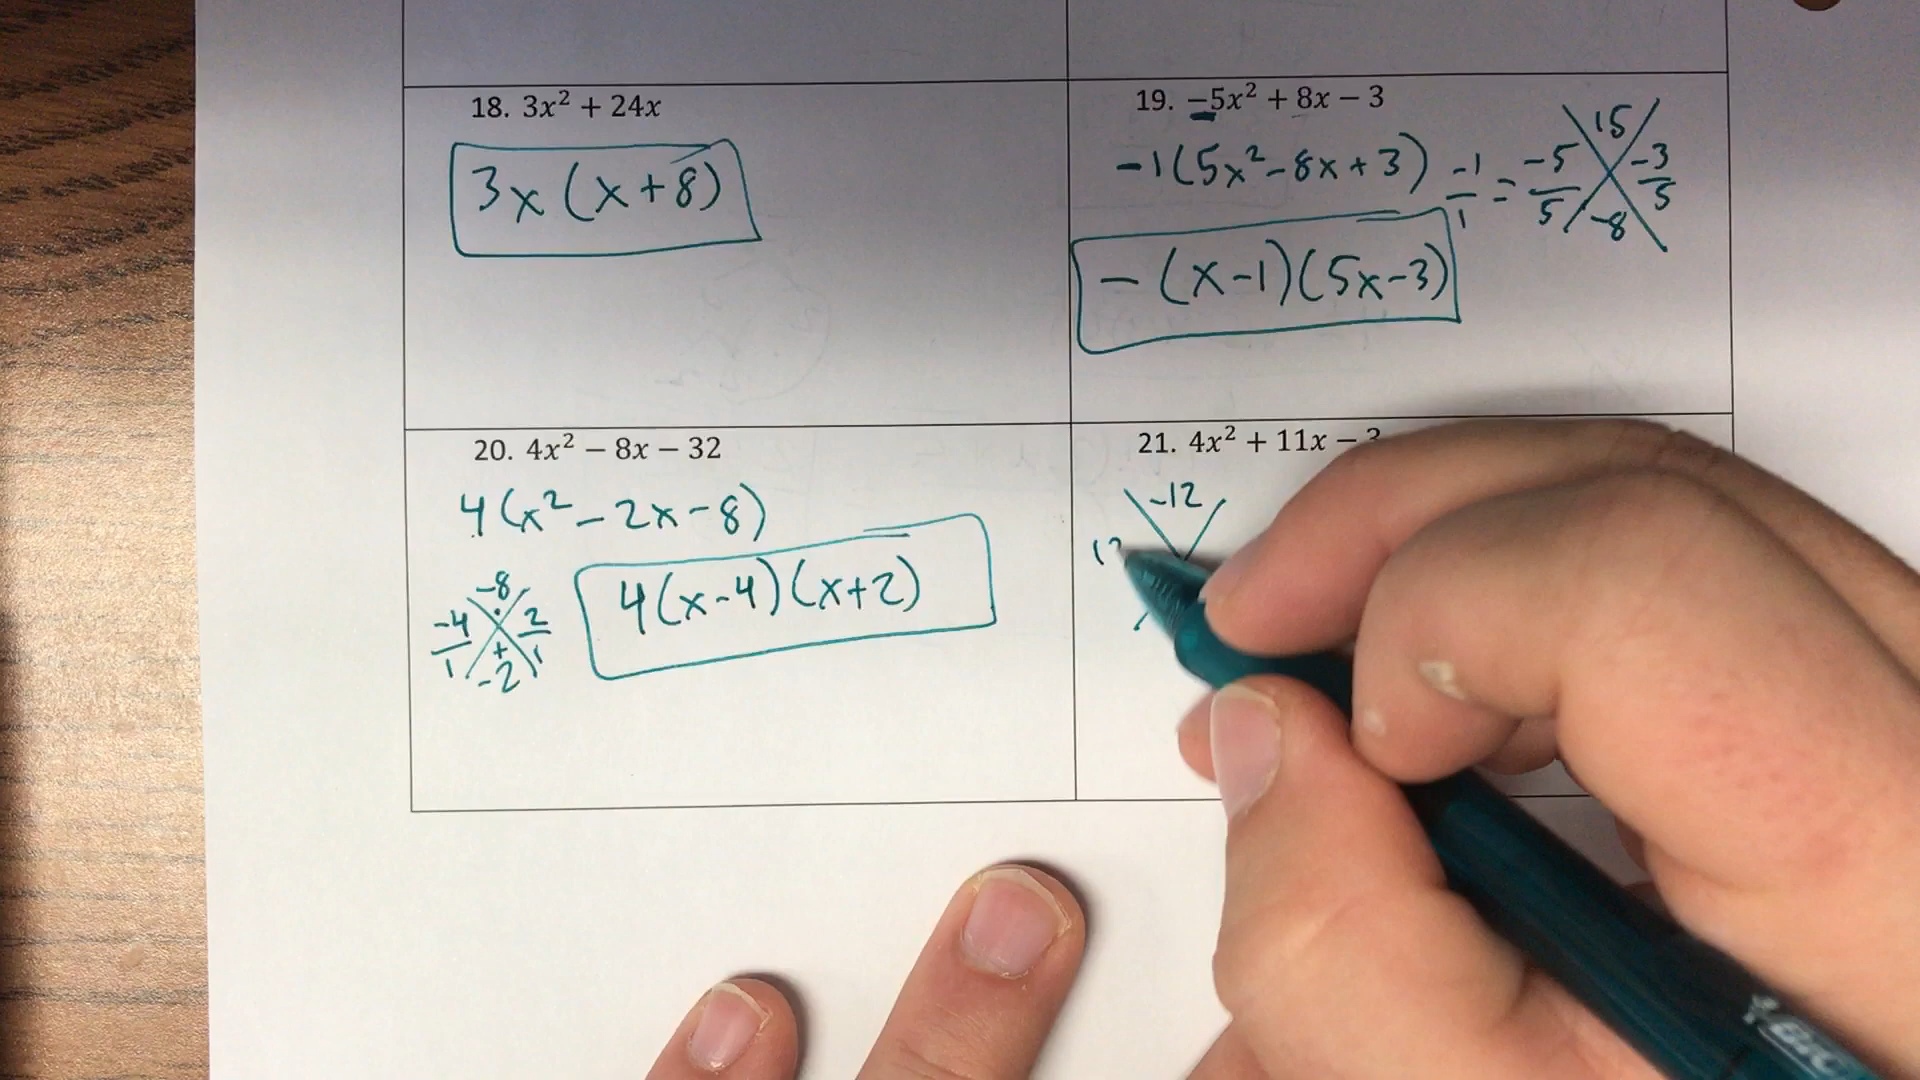 18. 3x² + 24x
3x(x+8)
19. −5x² + 8x − 3
-1(5x²-8x+3)
-1/1 = -5/5
15
-3/5
-8
-(x-1)(5x-3)
20. 4x² − 8x − 32
4(x²-2x-8)
-8
-4/1
2/1
+
-2
4(x-4)(x+2)
21. 4x² + 11x −
-12
BIC